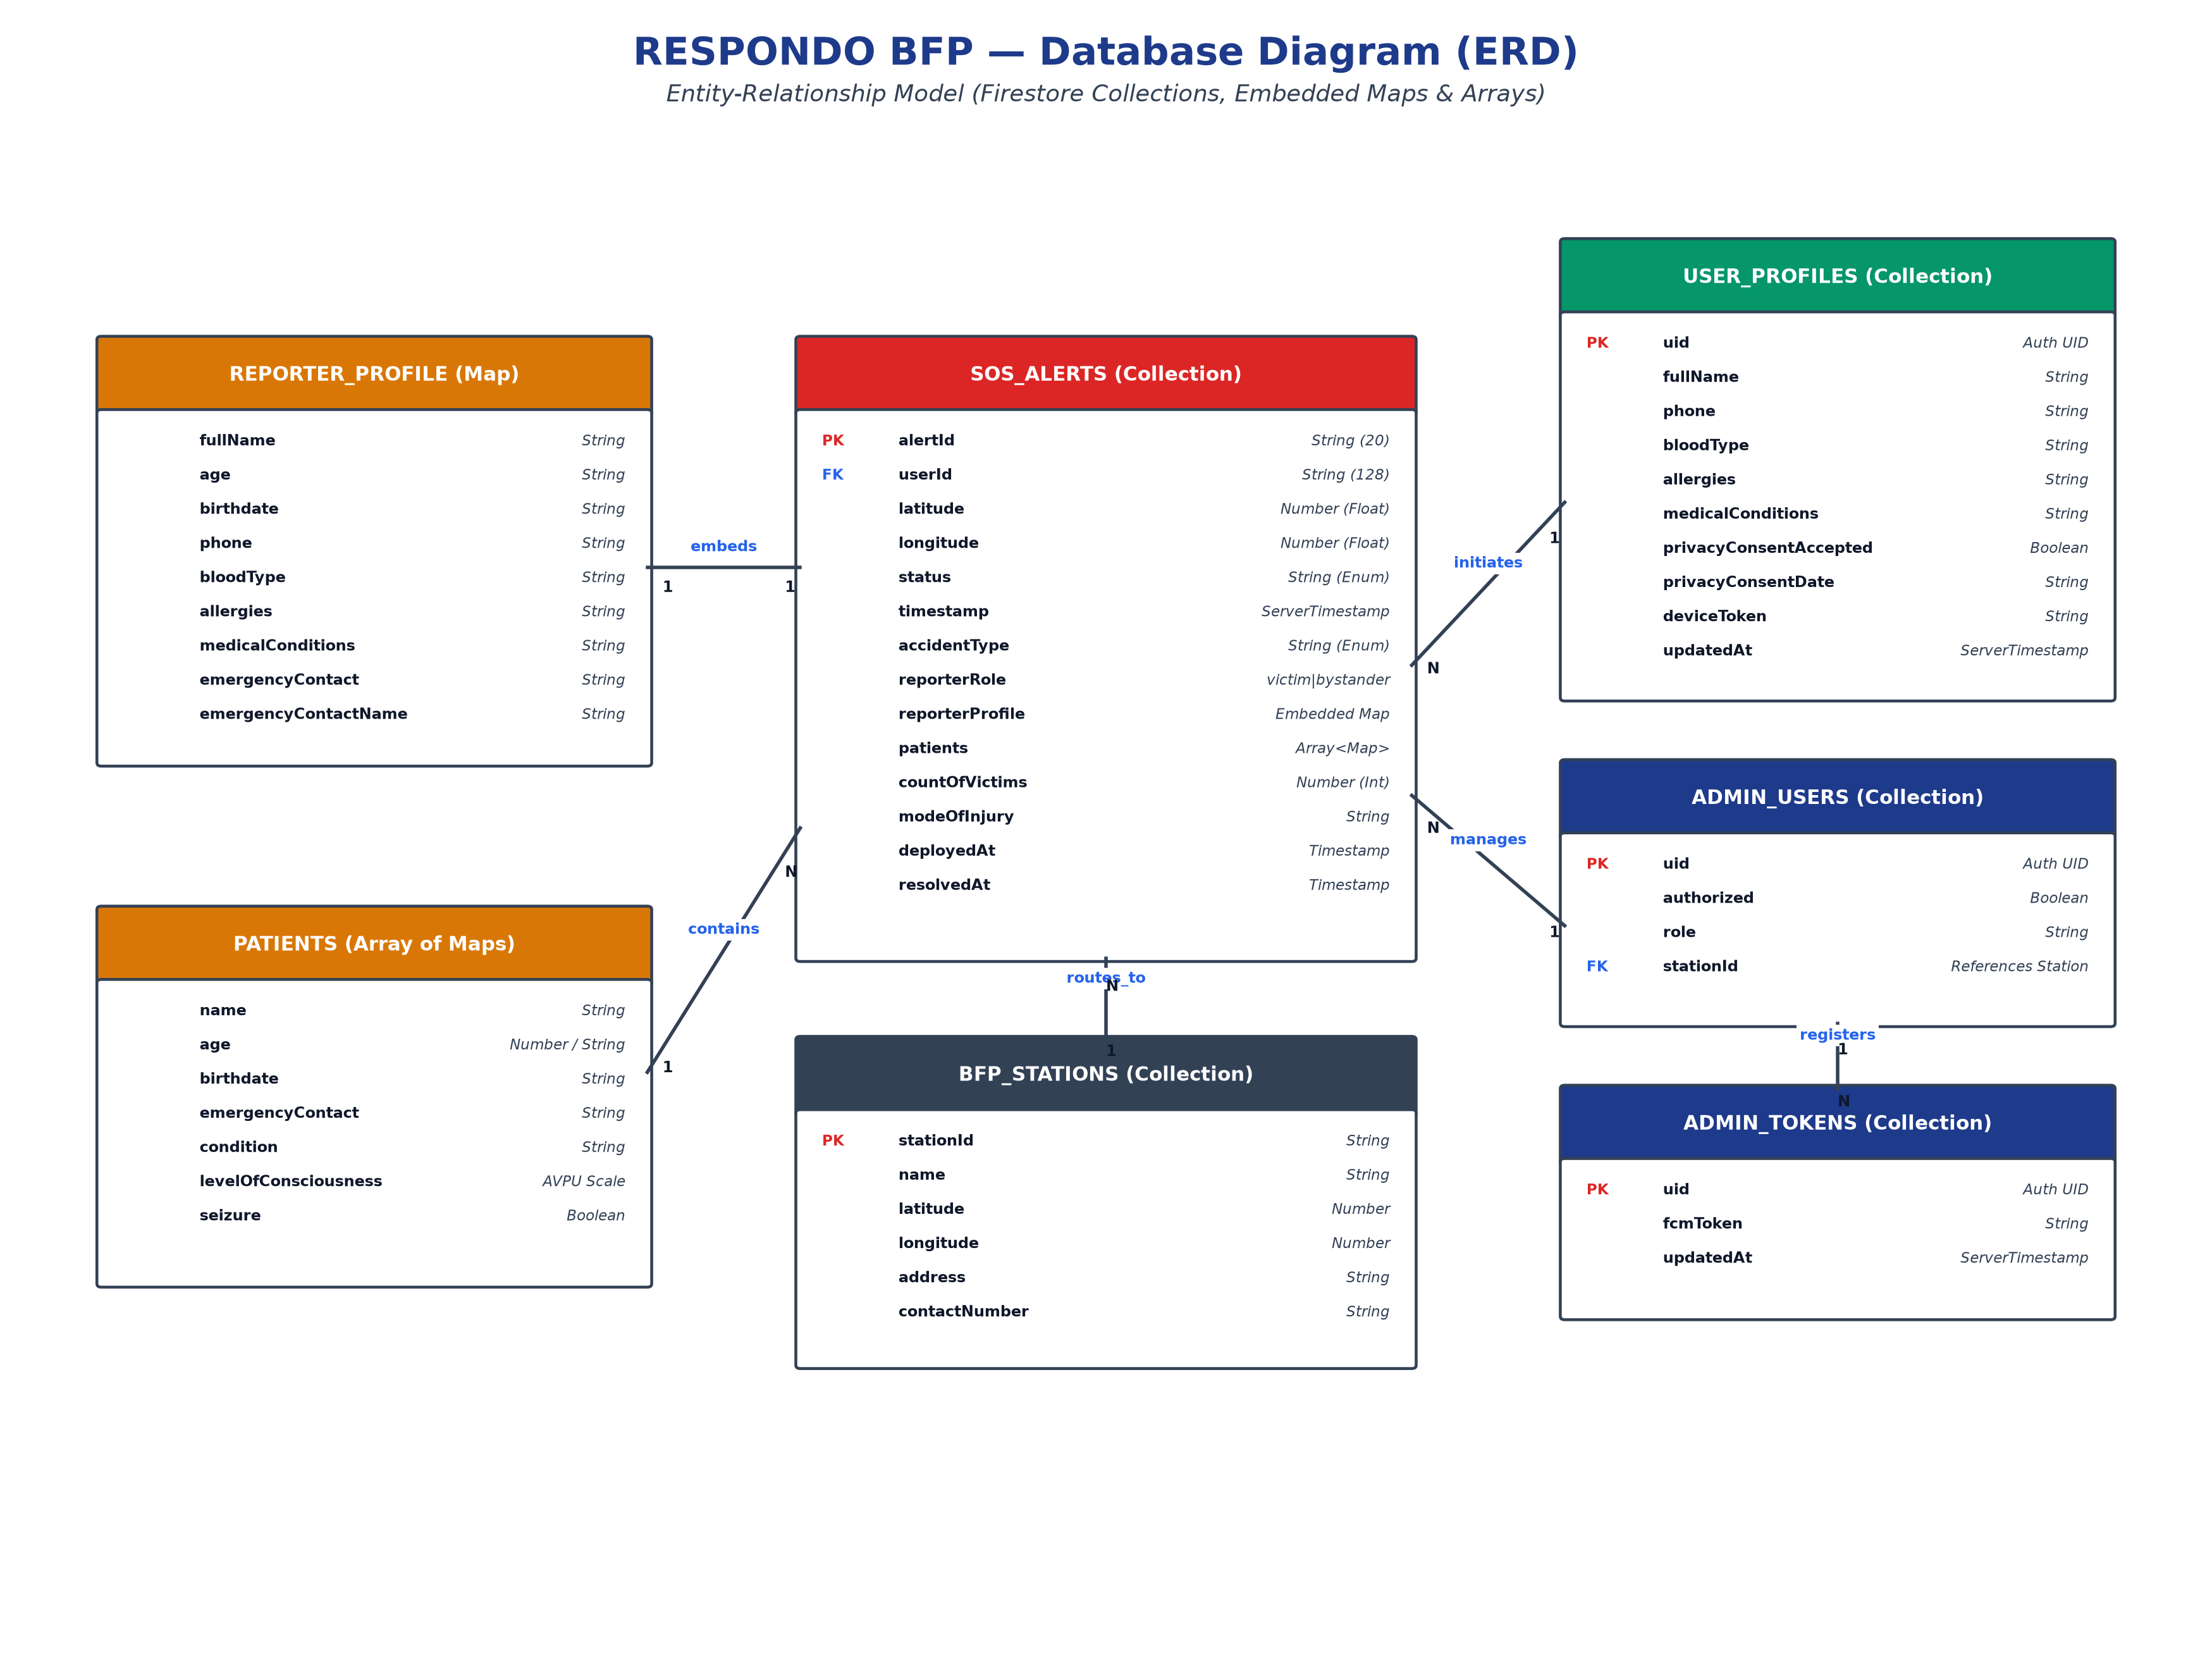 RESPONDO BFP — Database Diagram (ERD)
Entity-Relationship Model (Firestore Collections, Embedded Maps & Arrays)
REPORTER_PROFILE (Map)
fullName String
age String
birthdate String
phone String
bloodType String
allergies String
medicalConditions String
emergencyContact String
emergencyContactName String
embeds
1
1
PATIENTS (Array of Maps)
name String
age Number / String
birthdate String
emergencyContact String
condition String
levelOfConsciousness AVPU Scale
seizure Boolean
contains
N
1
SOS_ALERTS (Collection)
PK alertId String (20)
FK userId String (128)
latitude Number (Float)
longitude Number (Float)
status String (Enum)
timestamp ServerTimestamp
accidentType String (Enum)
reporterRole victim|bystander
reporterProfile Embedded Map
patients Array<Map>
countOfVictims Number (Int)
modeOfInjury String
deployedAt Timestamp
resolvedAt Timestamp
routes_to
N
1
BFP_STATIONS (Collection)
PK stationId String
name String
latitude Number
longitude Number
address String
contactNumber String
initiates
1
N
USER_PROFILES (Collection)
PK uid Auth UID
fullName String
phone String
bloodType String
allergies String
medicalConditions String
privacyConsentAccepted Boolean
privacyConsentDate String
deviceToken String
updatedAt ServerTimestamp
manages
N
1
ADMIN_USERS (Collection)
PK uid Auth UID
authorized Boolean
role String
FK stationId References Station
registers
1
N
ADMIN_TOKENS (Collection)
PK uid Auth UID
fcmToken String
updatedAt ServerTimestamp